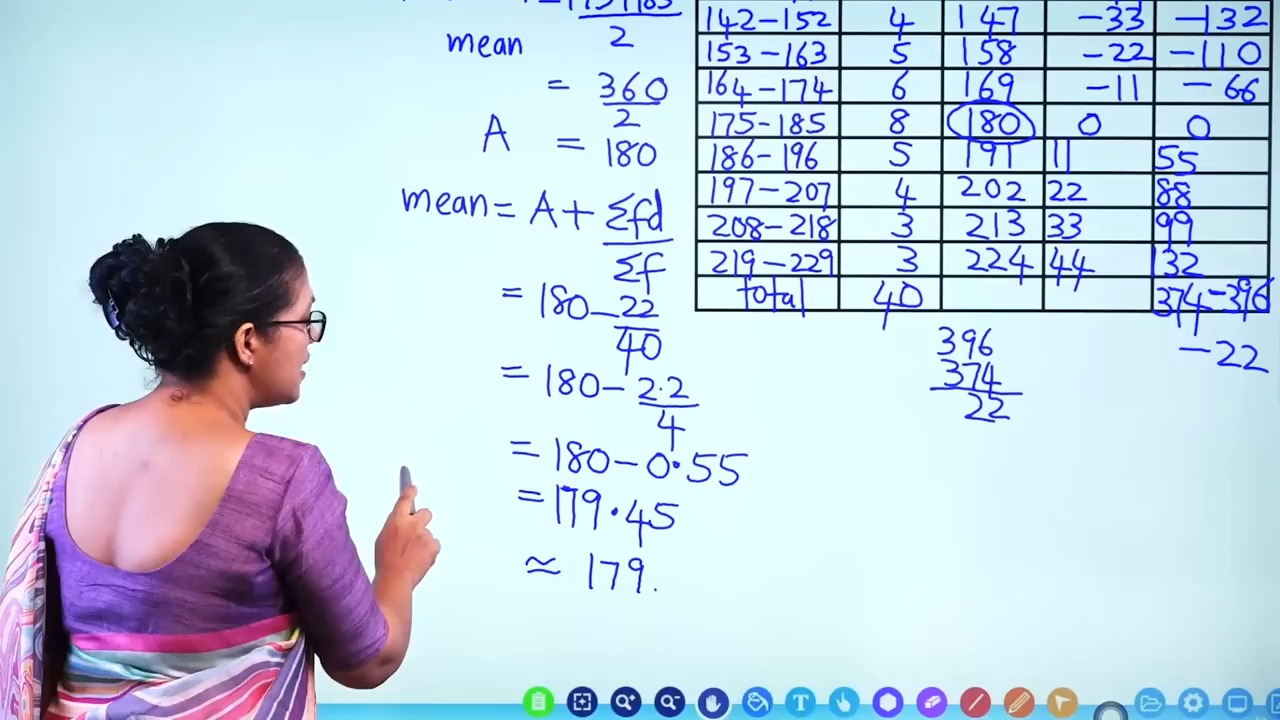 mean 2
= 360
2
A = 180
mean = A + Σfd
Σf
= 180 - 22
40
= 180 - 2.2
4
= 180 - 0.55
= 179.45
≈ 179.
142-152 4 147 -33 -132
153-163 5 158 -22 -110
164-174 6 169 -11 -66
175-185 8 180 0 0
186-196 5 191 11 55
197-207 4 202 22 88
208-218 3 213 33 99
219-229 3 224 44 132
total 40 374-396
-22
396
374
22